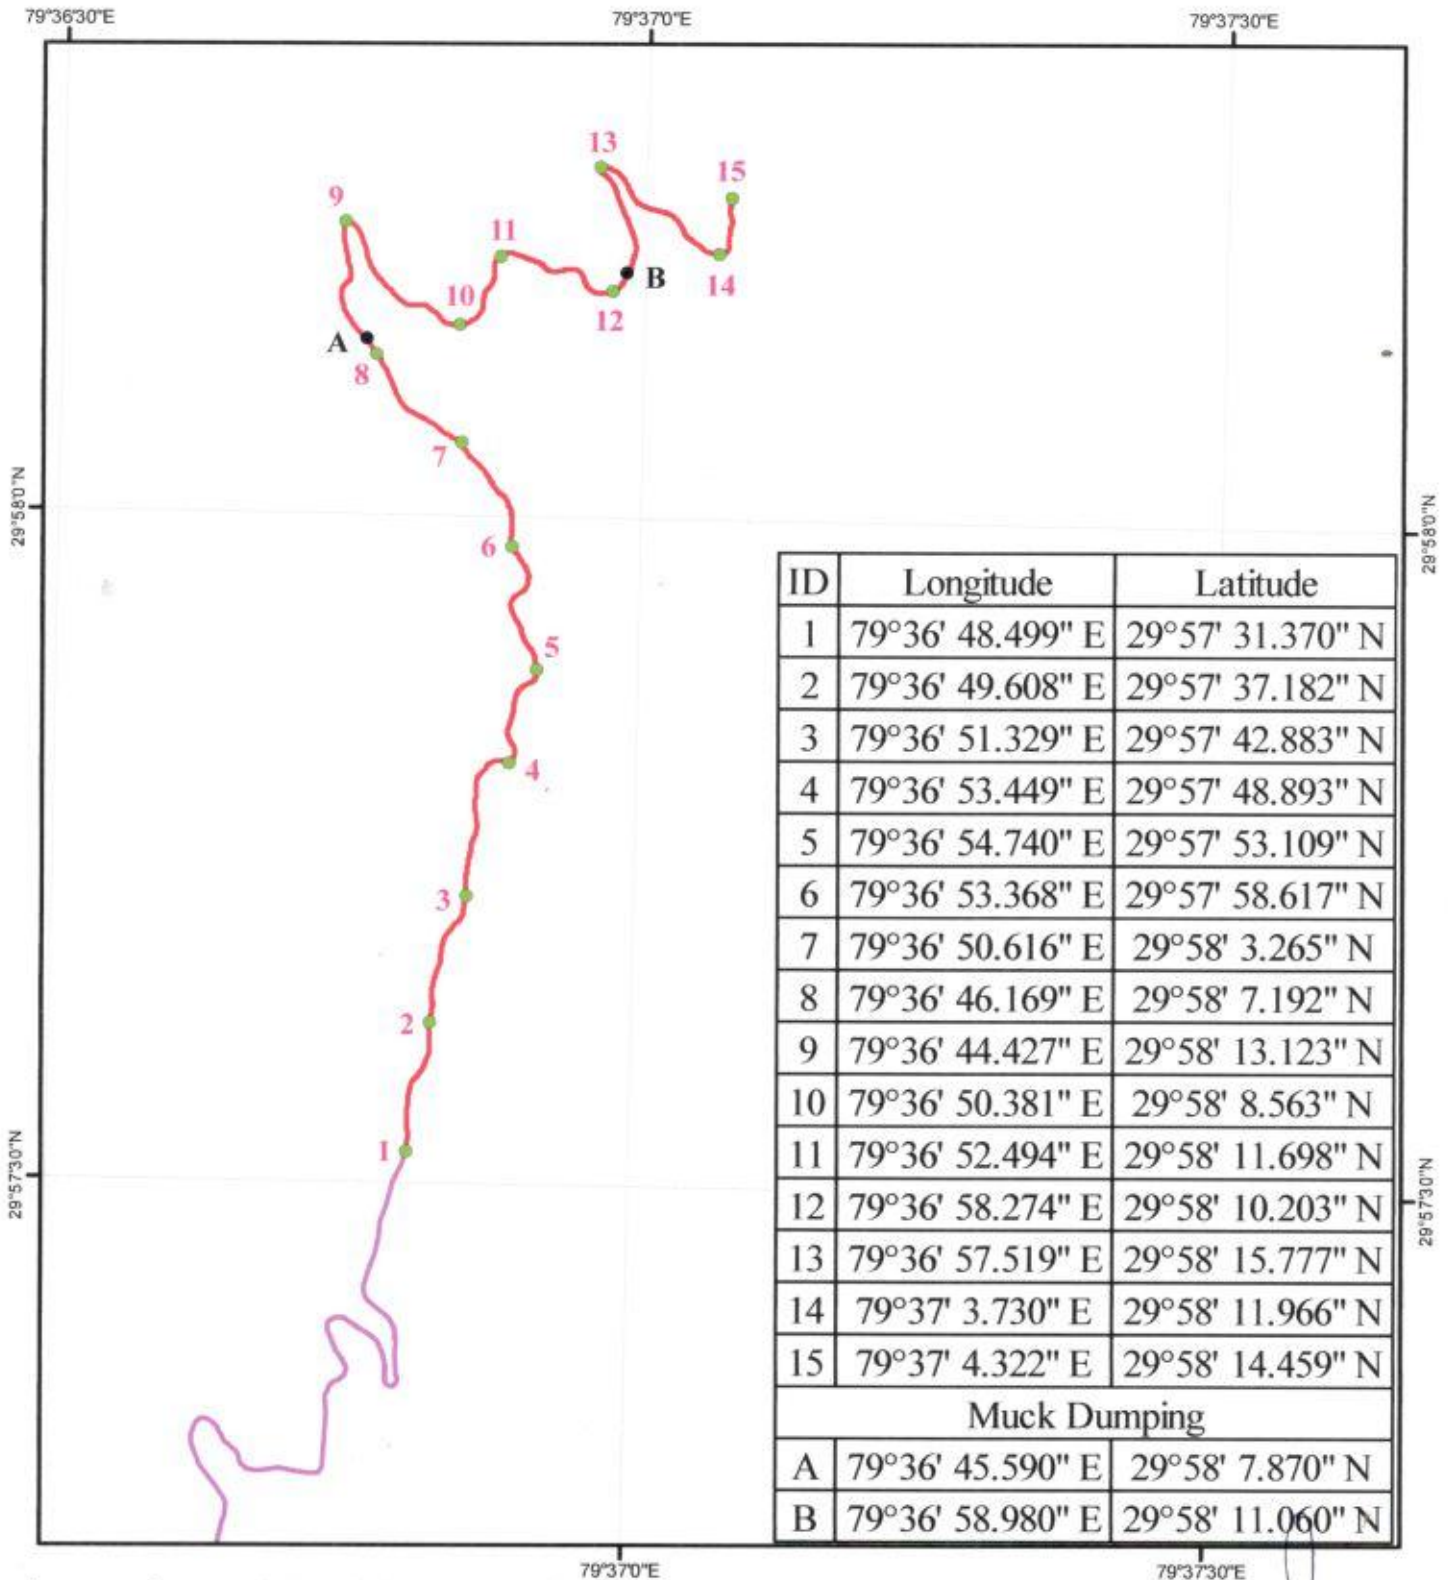 79°36'30"E 79°37'0"E 79°37'30"E
13
15
9
11
B
10
14
12
A
8
7
29°58'0"N
29°58'0"N
6
5
4
3
2
1
29°57'30"N
29°57'30"N
ID Longitude Latitude
1 79°36' 48.499" E 29°57' 31.370" N
2 79°36' 49.608" E 29°57' 37.182" N
3 79°36' 51.329" E 29°57' 42.883" N
4 79°36' 53.449" E 29°57' 48.893" N
5 79°36' 54.740" E 29°57' 53.109" N
6 79°36' 53.368" E 29°57' 58.617" N
7 79°36' 50.616" E 29°58' 3.265" N
8 79°36' 46.169" E 29°58' 7.192" N
9 79°36' 44.427" E 29°58' 13.123" N
10 79°36' 50.381" E 29°58' 8.563" N
11 79°36' 52.494" E 29°58' 11.698" N
12 79°36' 58.274" E 29°58' 10.203" N
13 79°36' 57.519" E 29°58' 15.777" N
14 79°37' 3.730" E 29°58' 11.966" N
15 79°37' 4.322" E 29°58' 14.459" N
Muck Dumping
A 79°36' 45.590" E 29°58' 7.870" N
B 79°36' 58.980" E 29°58' 11.060" N
79°37'0"E 79°37'30"E